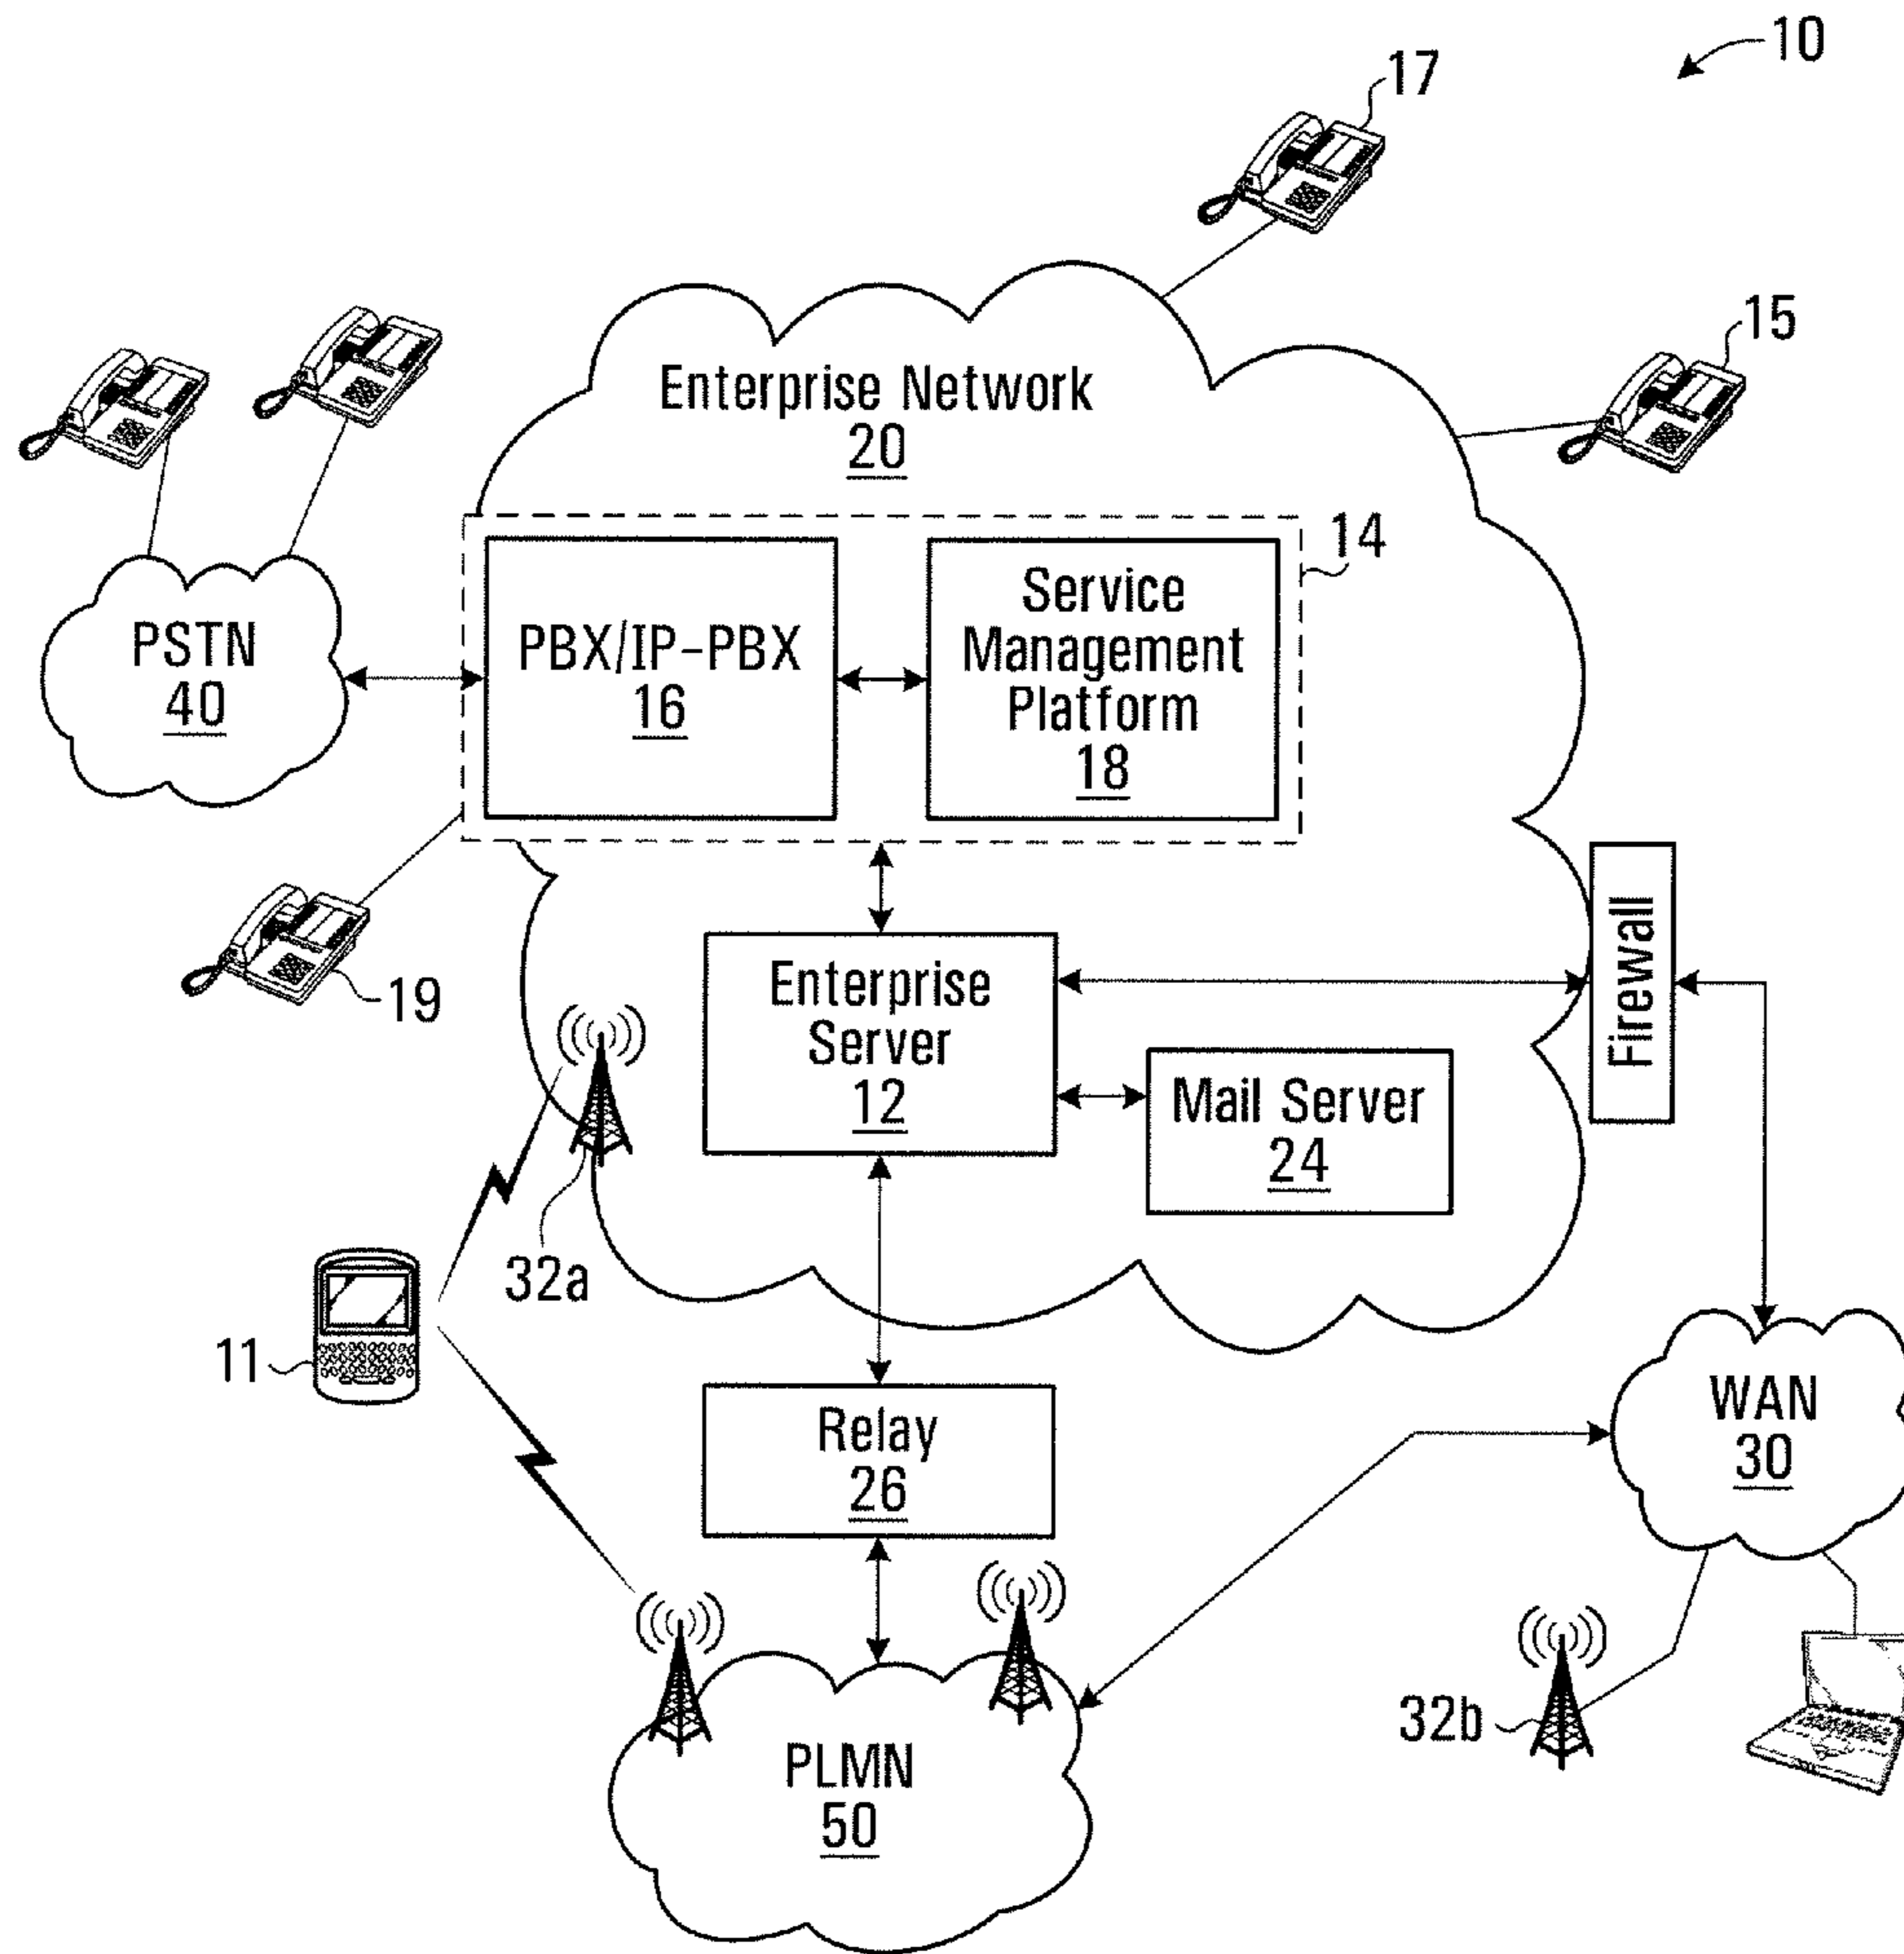 10
17
15
Enterprise Network
20
14
PSTN
40
PBX/IP-PBX
16
Service
Management
Platform
18
19
Enterprise
Server
12
Firewall
Mail Server
24
32a
11
Relay
26
WAN
30
32b
PLMN
50